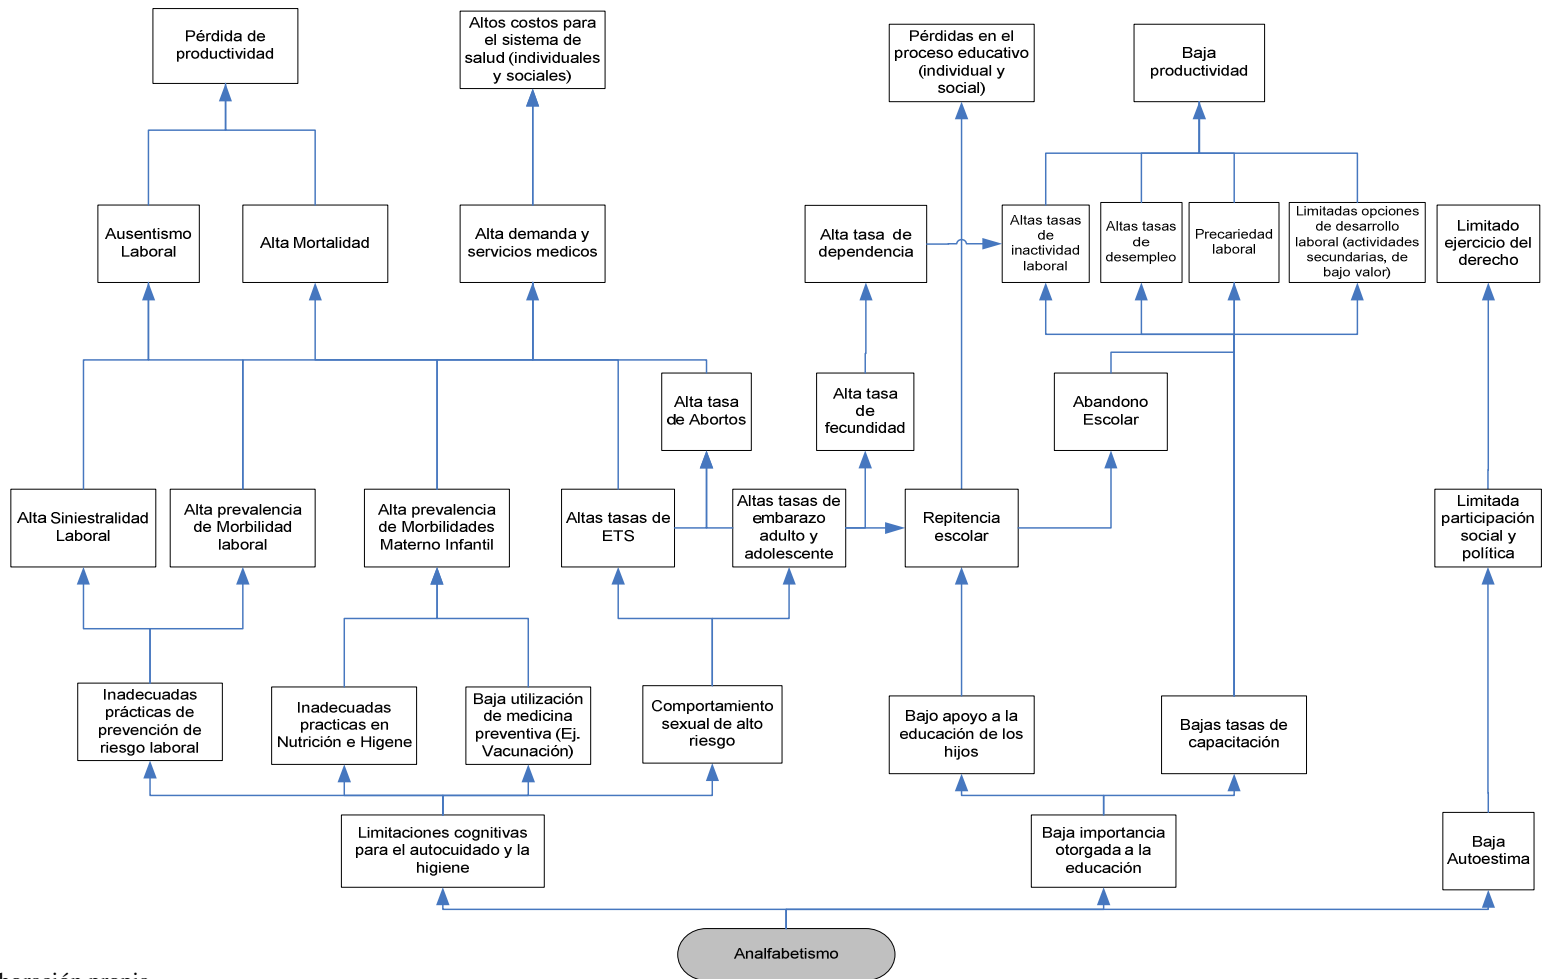 Pérdida de
productividad
Altos costos para
el sistema de
salud (individuales
y sociales)
Pérdidas en el
proceso educativo
(individual y
social)
Baja
productividad
Ausentismo
Laboral
Alta Mortalidad
Alta demanda y
servicios medicos
Alta tasa de
dependencia
Altas tasas
de
inactividad
laboral
Altas tasas
de
desempleo
Precariedad
laboral
Limitadas opciones
de desarrollo
laboral (actividades
secundarias, de
bajo valor)
Limitado
ejercicio del
derecho
Alta tasa
de Abortos
Alta tasa
de
fecundidad
Abandono
Escolar
Alta Siniestralidad
Laboral
Alta prevalencia
de Morbilidad
laboral
Alta prevalencia
de Morbilidades
Materno Infantil
Altas tasas de
ETS
Altas tasas de
embarazo
adulto y
adolescente
Repitencia
escolar
Limitada
participación
social y
política
Inadecuadas
prácticas de
prevención de
riesgo laboral
Inadecuadas
practicas en
Nutrición e Higene
Baja utilización
de medicina
preventiva (Ej.
Vacunación)
Comportamiento
sexual de alto
riesgo
Bajo apoyo a la
educación de los
hijos
Bajas tasas de
capacitación
Limitaciones cognitivas
para el autocuidado y la
higiene
Baja importancia
otorgada a la
educación
Baja
Autoestima
Analfabetismo